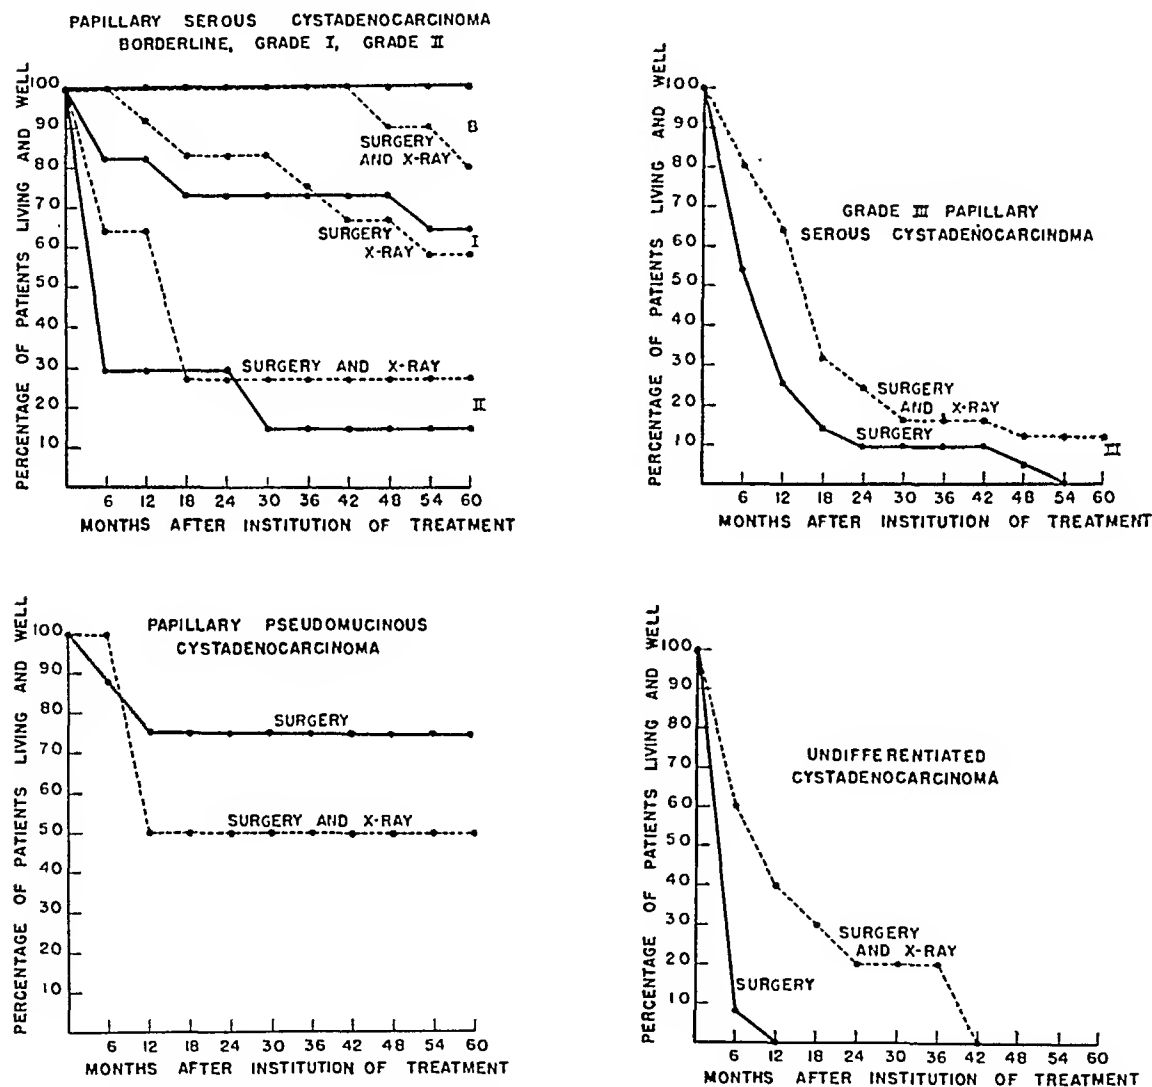 PAPILLARY SEROUS CYSTADENOCARCINOMA
BORDERLINE, GRADE I, GRADE II
PERCENTAGE OF PATIENTS LIVING AND WELL
100
90
80
70
60
50
40
30
20
10
B
SURGERY
AND X-RAY
I
SURGERY
X-RAY
SURGERY AND X-RAY
II
6 12 18 24 30 36 42 48 54 60
MONTHS AFTER INSTITUTION OF TREATMENT
PERCENTAGE OF PATIENTS LIVING AND WELL
100
90
80
70
60
50
40
30
20
10
GRADE III PAPILLARY
SEROUS CYSTADENOCARCINOMA
SURGERY
AND X-RAY
SURGERY
III
6 12 18 24 30 36 42 48 54 60
MONTHS AFTER INSTITUTION OF TREATMENT
PERCENTAGE OF PATIENTS LIVING AND WELL
100
90
80
70
60
50
40
30
20
10
PAPILLARY PSEUDOMUCINOUS
CYSTADENOCARCINOMA
SURGERY
SURGERY AND X-RAY
6 12 18 24 30 36 42 48 54 60
MONTHS AFTER INSTITUTION OF TREATMENT
PERCENTAGE OF PATIENTS LIVING AND WELL
100
90
80
70
60
50
40
30
20
10
UNDIFFERENTIATED
CYSTADENOCARCINOMA
SURGERY
AND X-RAY
SURGERY
6 12 18 24 30 36 42 48 54 60
MONTHS AFTER INSTITUTION OF TREATMENT